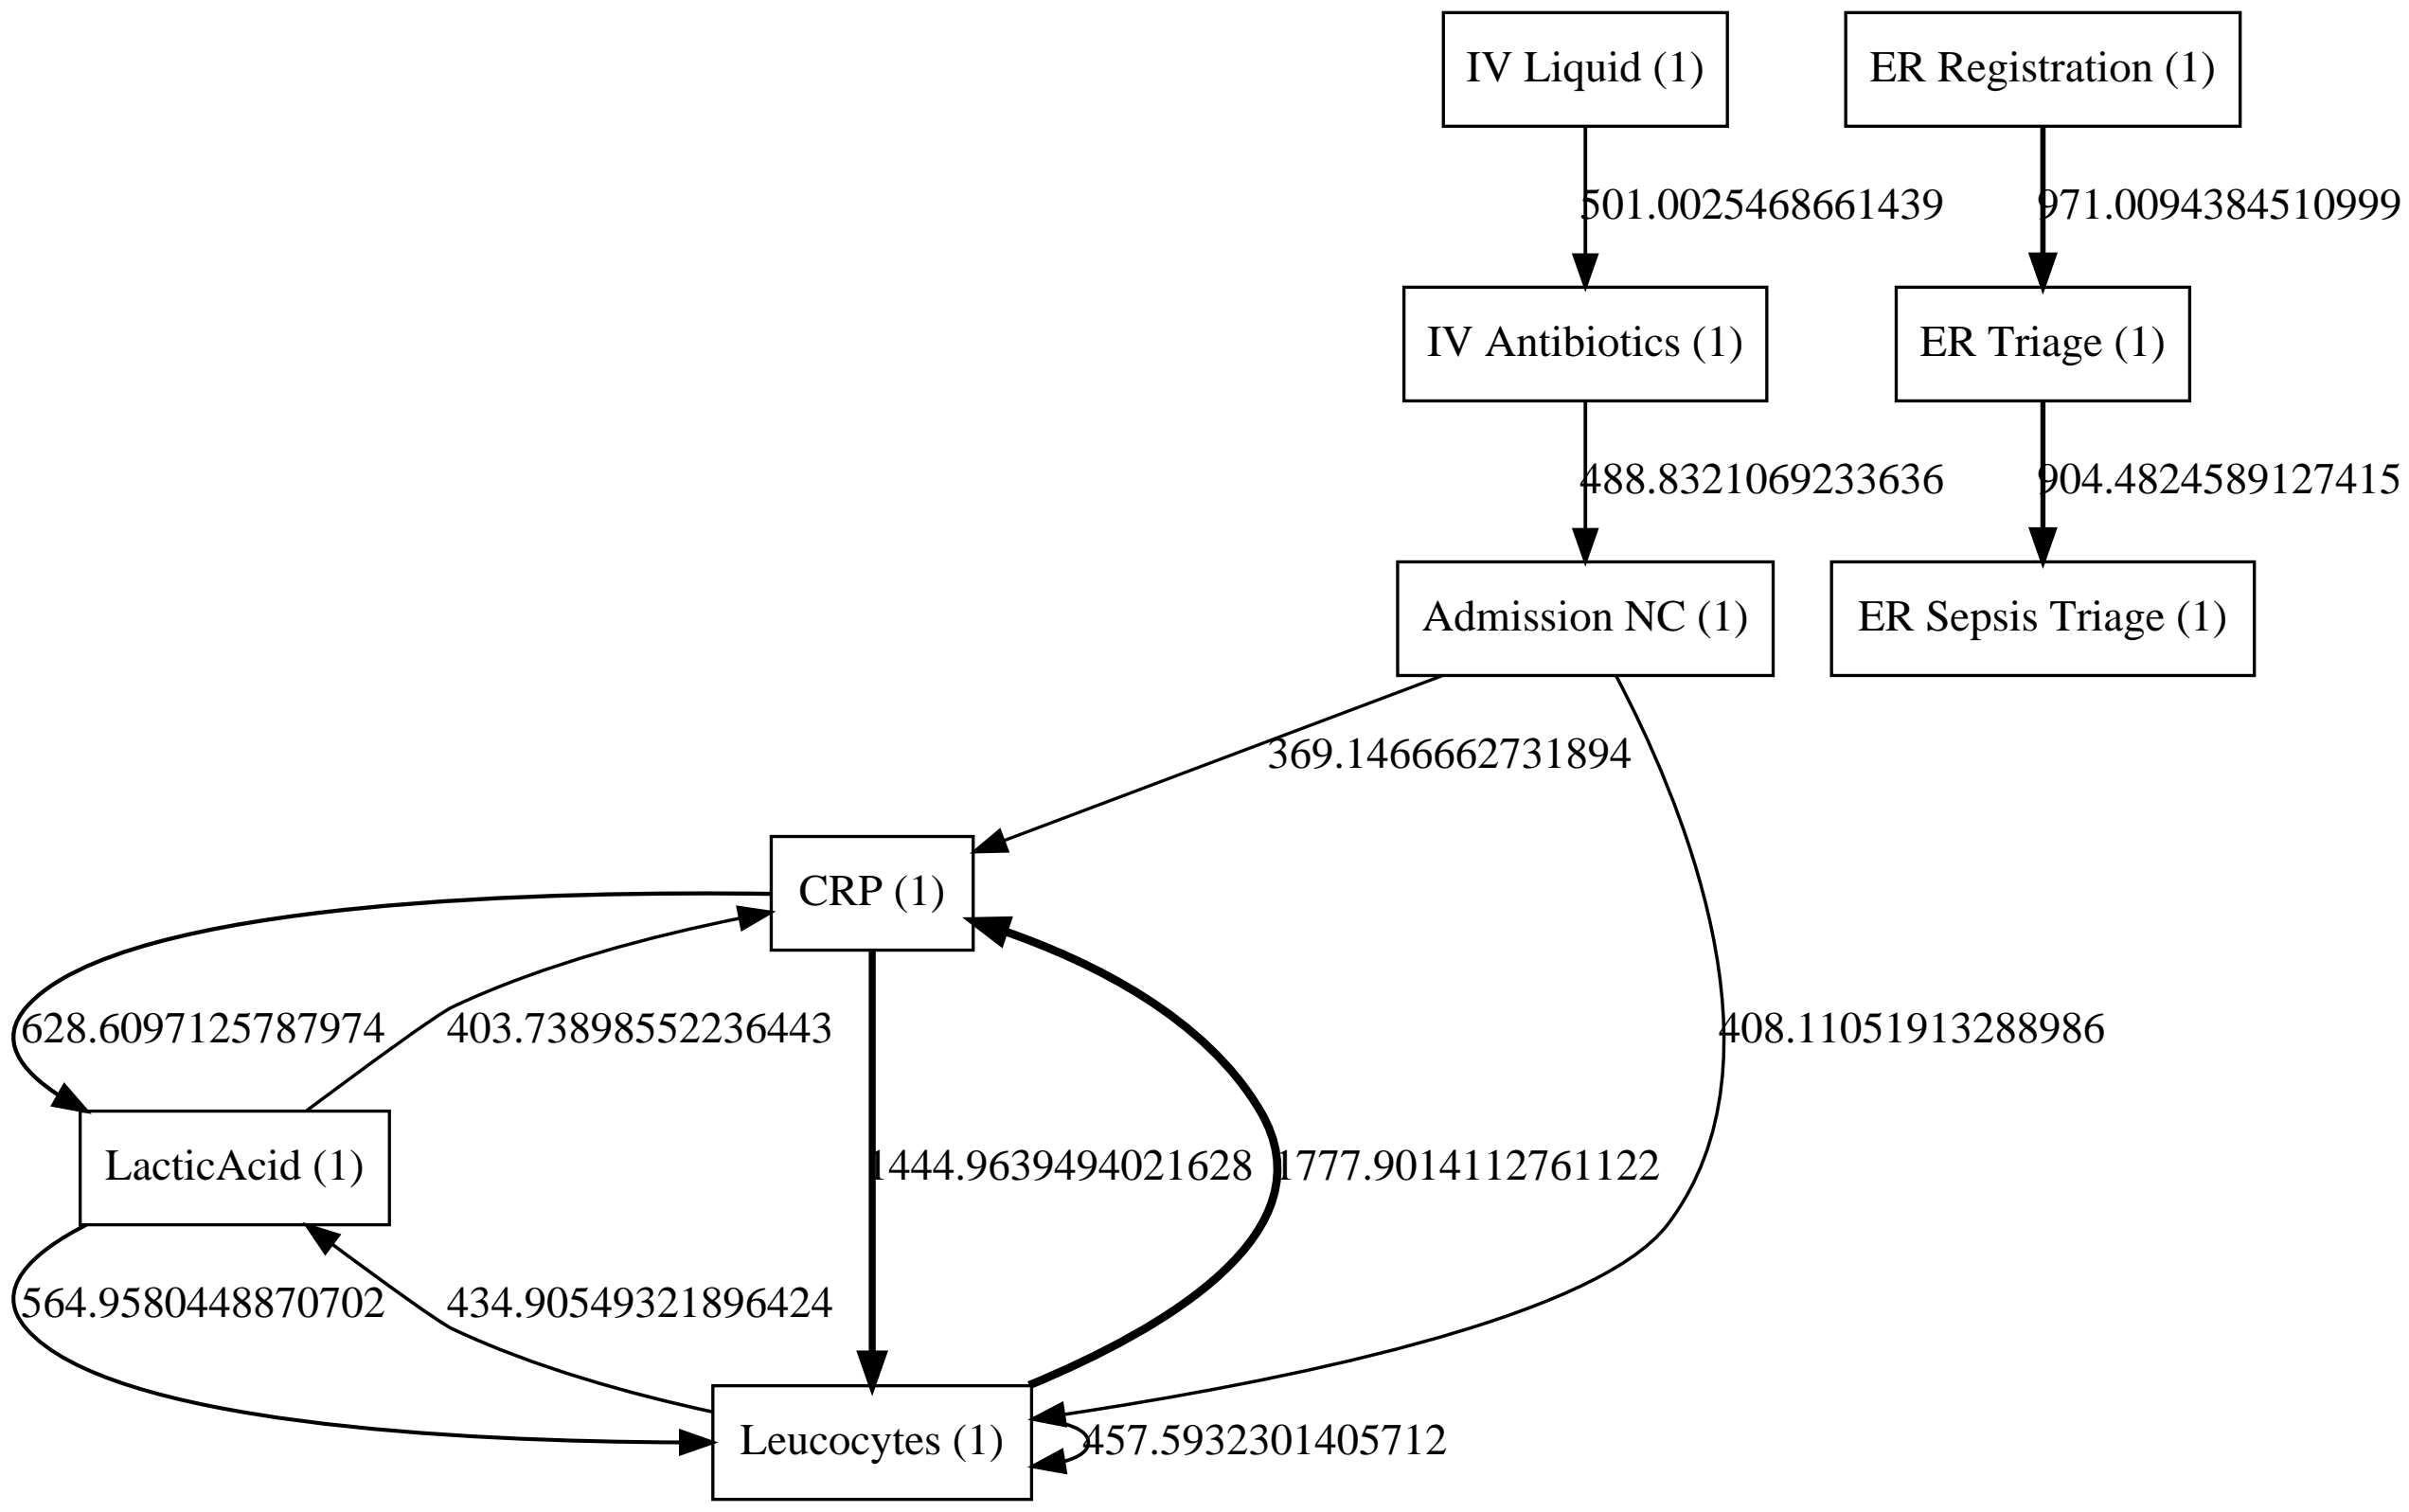 IV Liquid (1)
ER Registration (1)
501.0025468661439
971.0094384510999
IV Antibiotics (1)
ER Triage (1)
488.8321069233636
904.4824589127415
Admission NC (1)
ER Sepsis Triage (1)
369.1466662731894
CRP (1)
628.6097125787974
403.73898552236443
408.11051913288986
LacticAcid (1)
1444.9639494021628
1777.9014112761122
564.9580448870702
434.90549321896424
Leucocytes (1)
457.5932301405712